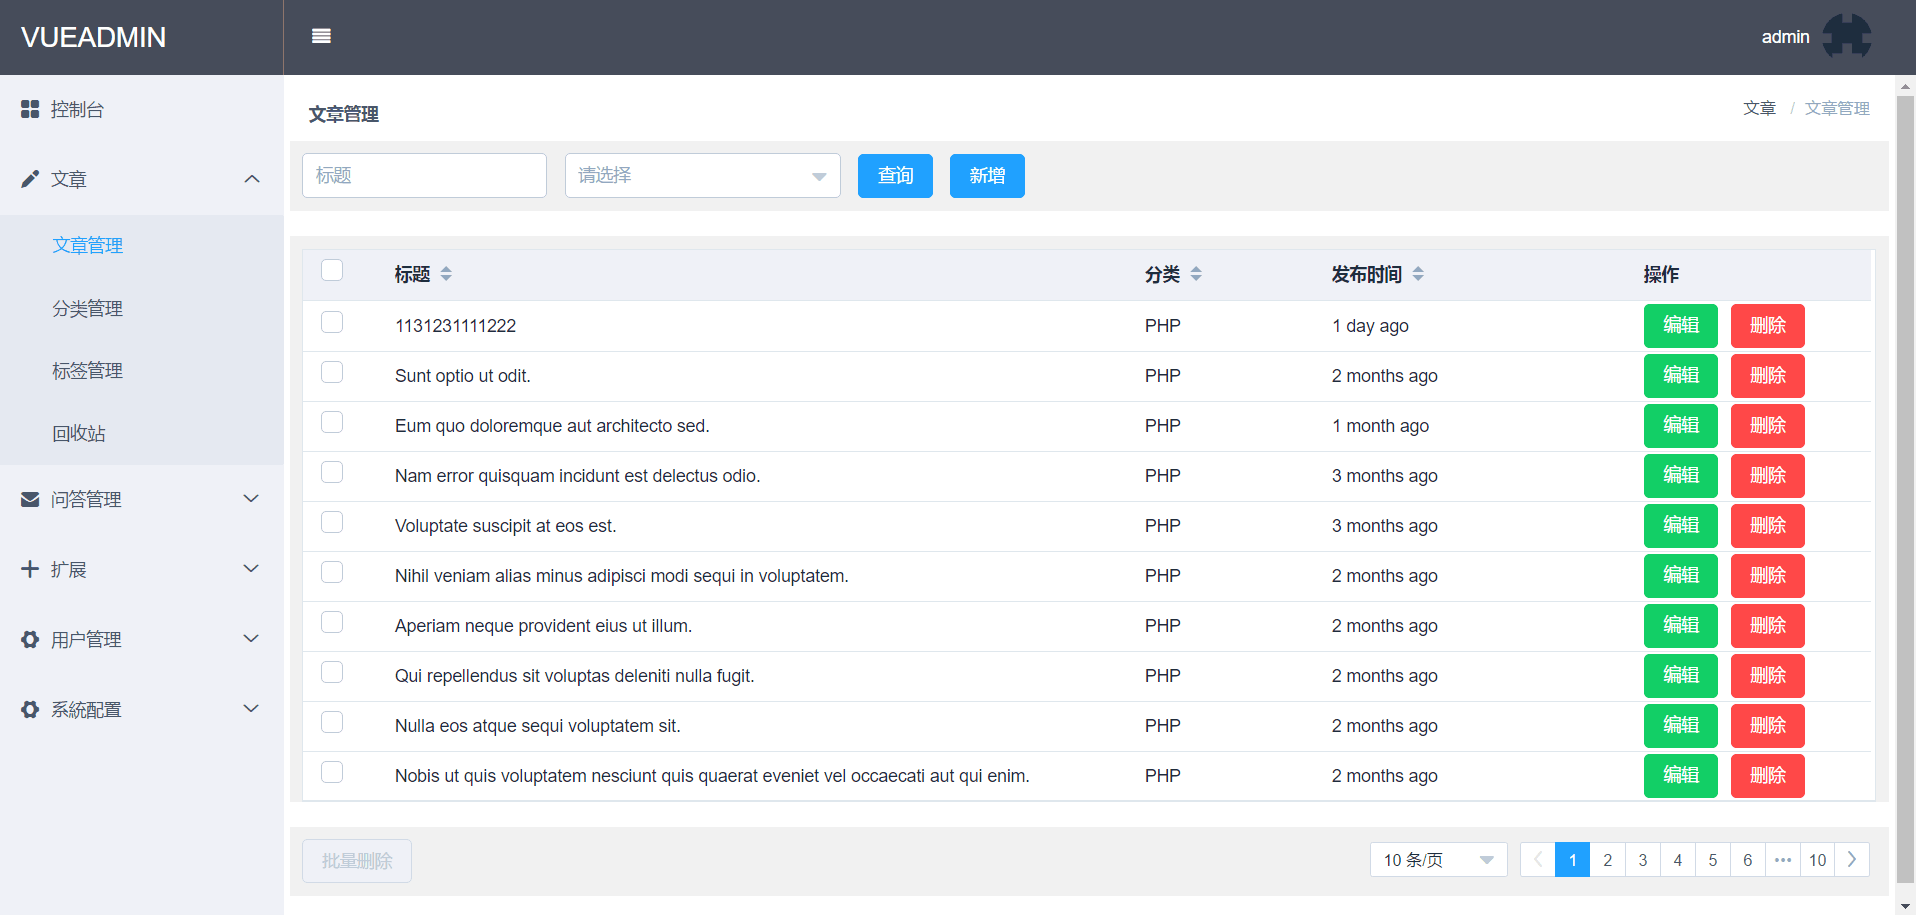 VUEADMIN
admin
控制台
文章
文章管理
分类管理
标签管理
回收站
问答管理
扩展
用户管理
系統配置
文章管理
文章 / 文章管理
标题 请选择 查询 新增
标题 分类 发布时间 操作
1131231111222 PHP 1 day ago 编辑 删除
Sunt optio ut odit. PHP 2 months ago 编辑 删除
Eum quo doloremque aut architecto sed. PHP 1 month ago 编辑 删除
Nam error quisquam incidunt est delectus odio. PHP 3 months ago 编辑 删除
Voluptate suscipit at eos est. PHP 3 months ago 编辑 删除
Nihil veniam alias minus adipisci modi sequi in voluptatem. PHP 2 months ago 编辑 删除
Aperiam neque provident eius ut illum. PHP 2 months ago 编辑 删除
Qui repellendus sit voluptas deleniti nulla fugit. PHP 2 months ago 编辑 删除
Nulla eos atque sequi voluptatem sit. PHP 2 months ago 编辑 删除
Nobis ut quis voluptatem nesciunt quis quaerat eveniet vel occaecati aut qui enim. PHP 2 months ago 编辑 删除
批量删除 10 条/页 1 2 3 4 5 6 ••• 10